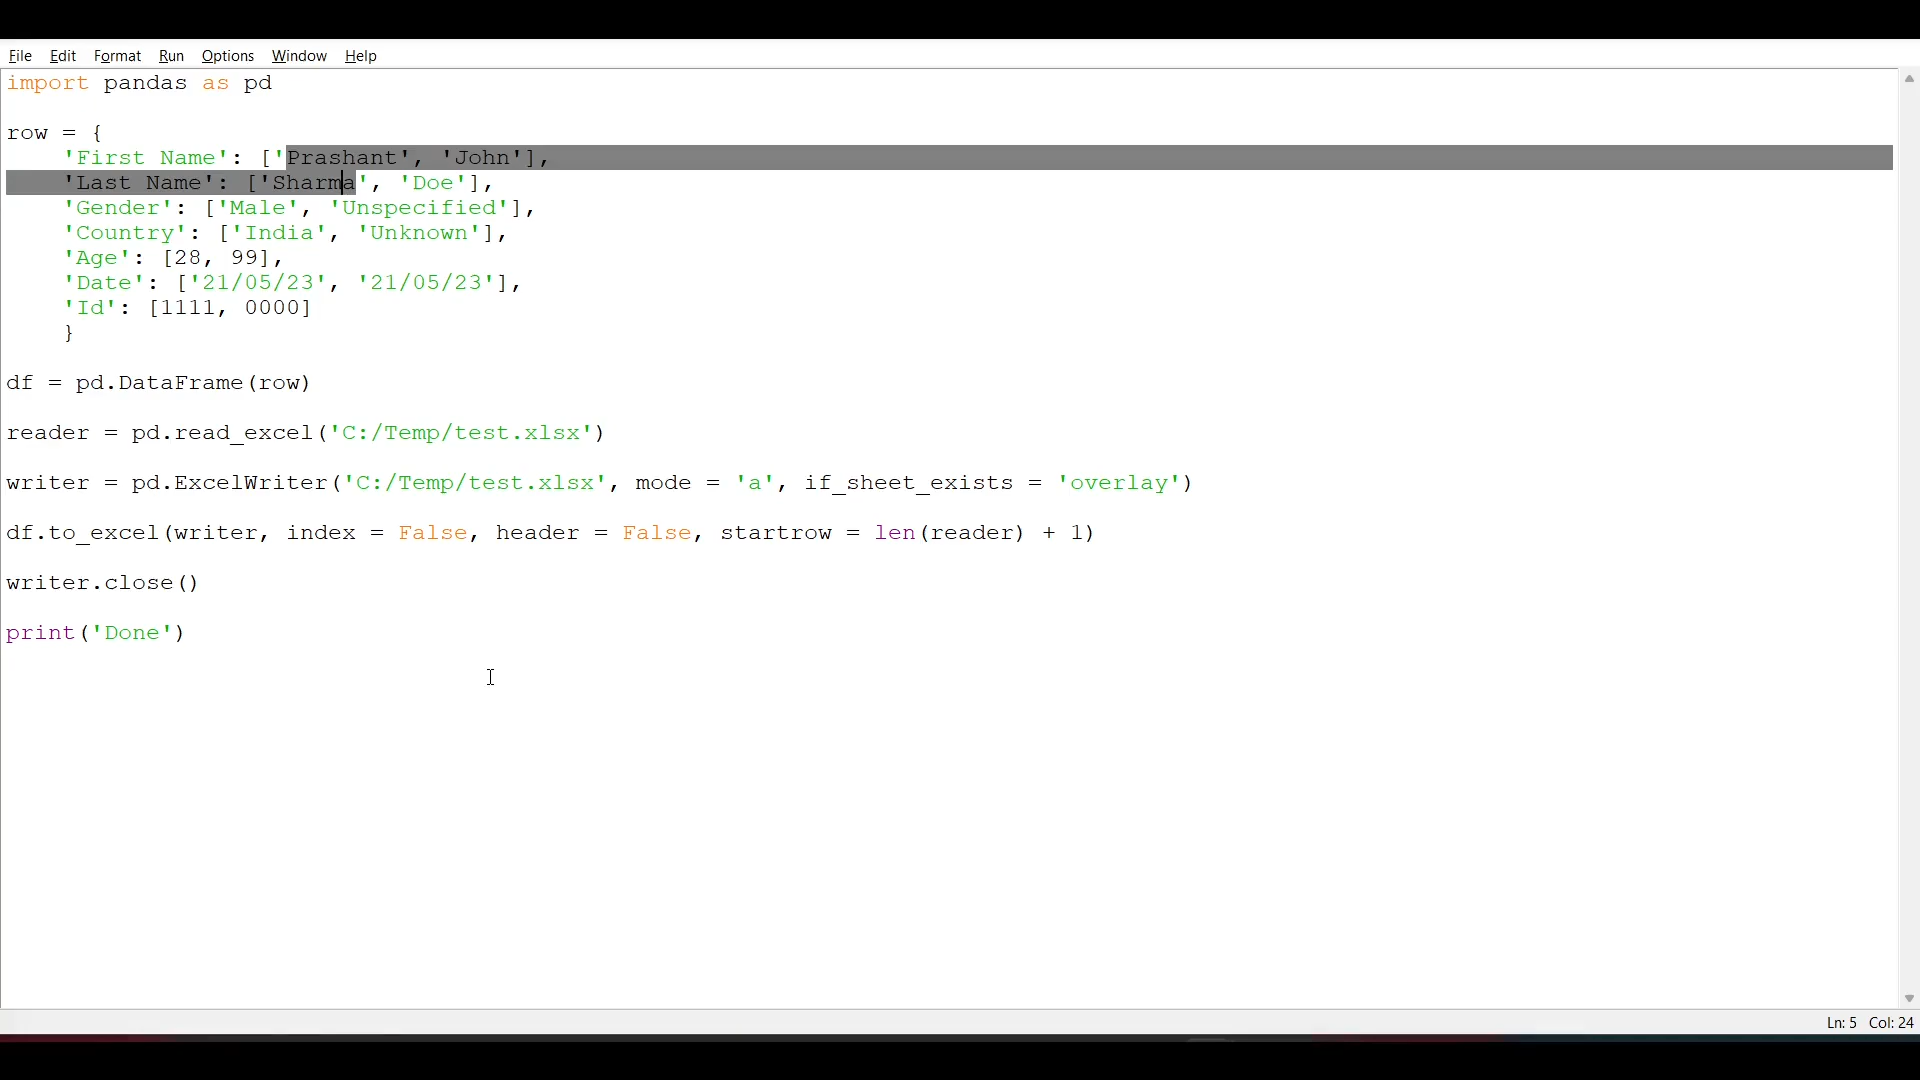 File Edit Format Run Options Window Help
import pandas as pd
row = {
    'First Name': ['Prashant', 'John'],
    'Last Name': ['Sharma', 'Doe'],
    'Gender': ['Male', 'Unspecified'],
    'Country': ['India', 'Unknown'],
    'Age': [28, 99],
    'Date': ['21/05/23', '21/05/23'],
    'Id': [1111, 0000]
    }
df = pd.DataFrame(row)
reader = pd.read_excel('C:/Temp/test.xlsx')
writer = pd.ExcelWriter('C:/Temp/test.xlsx', mode = 'a', if_sheet_exists = 'overlay')
df.to_excel(writer, index = False, header = False, startrow = len(reader) + 1)
writer.close()
print('Done')
Ln: 5 Col: 24